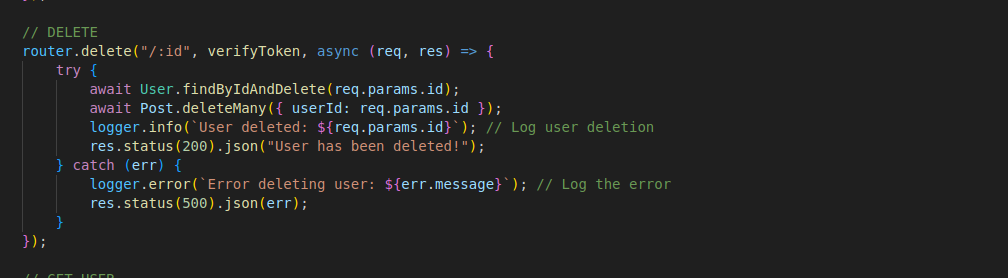 });
// DELETE
router.delete("/:id", verifyToken, async (req, res) => {
    try {
        await User.findByIdAndDelete(req.params.id);
        await Post.deleteMany({ userId: req.params.id });
        logger.info(`User deleted: ${req.params.id}`); // Log user deletion
        res.status(200).json("User has been deleted!");
    } catch (err) {
        logger.error(`Error deleting user: ${err.message}`); // Log the error
        res.status(500).json(err);
    }
});
// GET USER